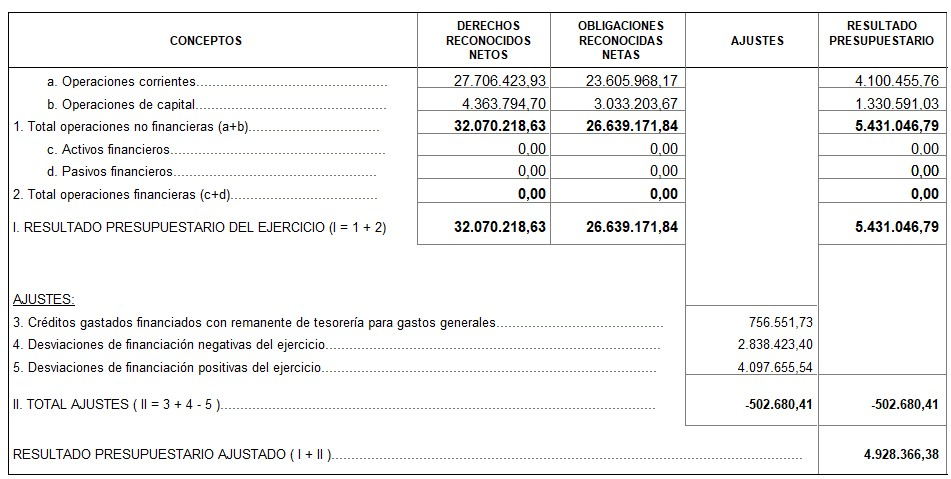 CONCEPTOS DERECHOS RECONOCIDOS NETOS OBLIGACIONES RECONOCIDAS NETAS AJUSTES RESULTADO PRESUPUESTARIO
a. Operaciones corrientes 27.706.423,93 23.605.968,17 4.100.455,76
b. Operaciones de capital 4.363.794,70 3.033.203,67 1.330.591,03
1. Total operaciones no financieras (a+b) 32.070.218,63 26.639.171,84 5.431.046,79
c. Activos financieros 0,00 0,00 0,00
d. Pasivos financieros 0,00 0,00 0,00
2. Total operaciones financieras (c+d) 0,00 0,00 0,00
I. RESULTADO PRESUPUESTARIO DEL EJERCICIO (I = 1 + 2) 32.070.218,63 26.639.171,84 5.431.046,79
AJUSTES:
3. Créditos gastados financiados con remanente de tesorería para gastos generales 756.551,73
4. Desviaciones de financiación negativas del ejercicio 2.838.423,40
5. Desviaciones de financiación positivas del ejercicio 4.097.655,54
II. TOTAL AJUSTES ( II = 3 + 4 - 5 ) -502.680,41 -502.680,41
RESULTADO PRESUPUESTARIO AJUSTADO ( I + II ) 4.928.366,38